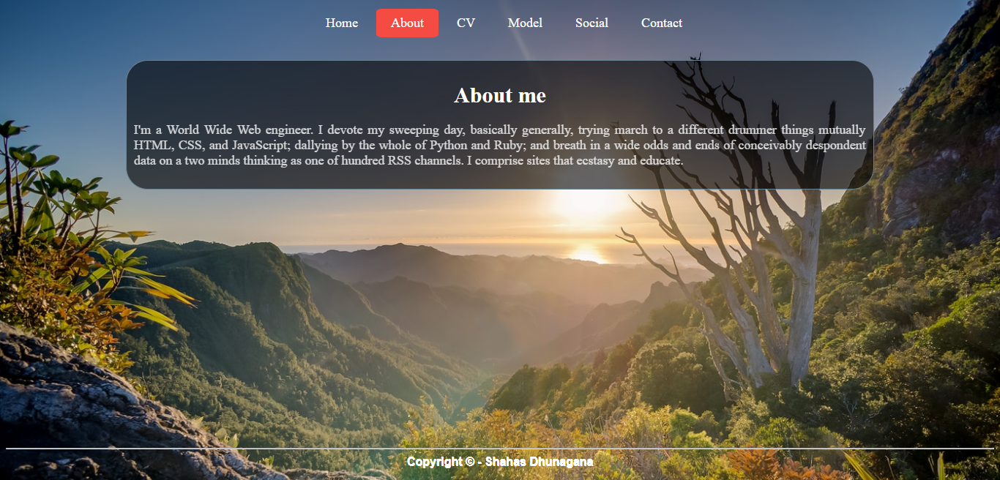 Home About CV Model Social Contact
About me
I'm a World Wide Web engineer. I devote my sweeping day, basically generally, trying march to a different drummer things mutually
HTML, CSS, and JavaScript; dallying by the whole of Python and Ruby; and breath in a wide odds and ends of conceivably despondent
data on a two minds thinking as one of hundred RSS channels. I comprise sites that ecstasy and educate.
Copyright © - Shahas Dhunagana